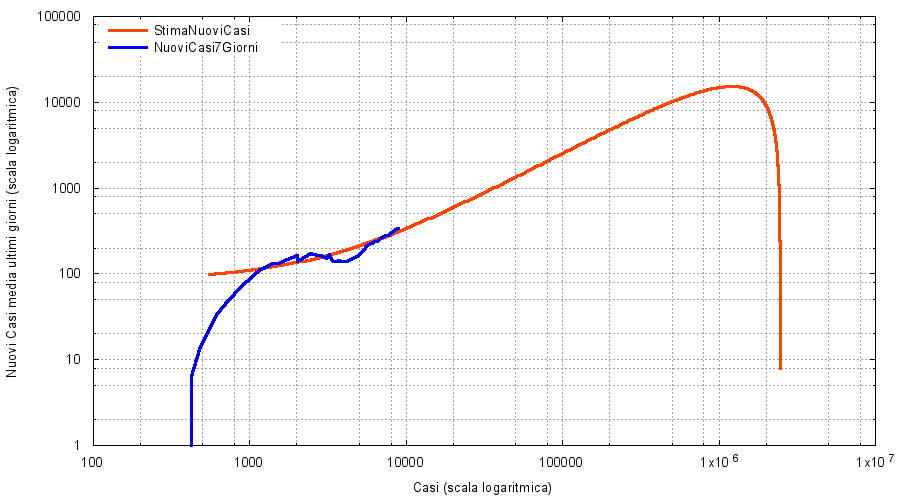 100000
StimaNuoviCasi
NuoviCasi7Giorni
10000
1000
100
10
1
Nuovi Casi media ultimi giorni (scala logaritmica)
100 1000 10000 100000 1x10 6 1x10 7
Casi (scala logaritmica)